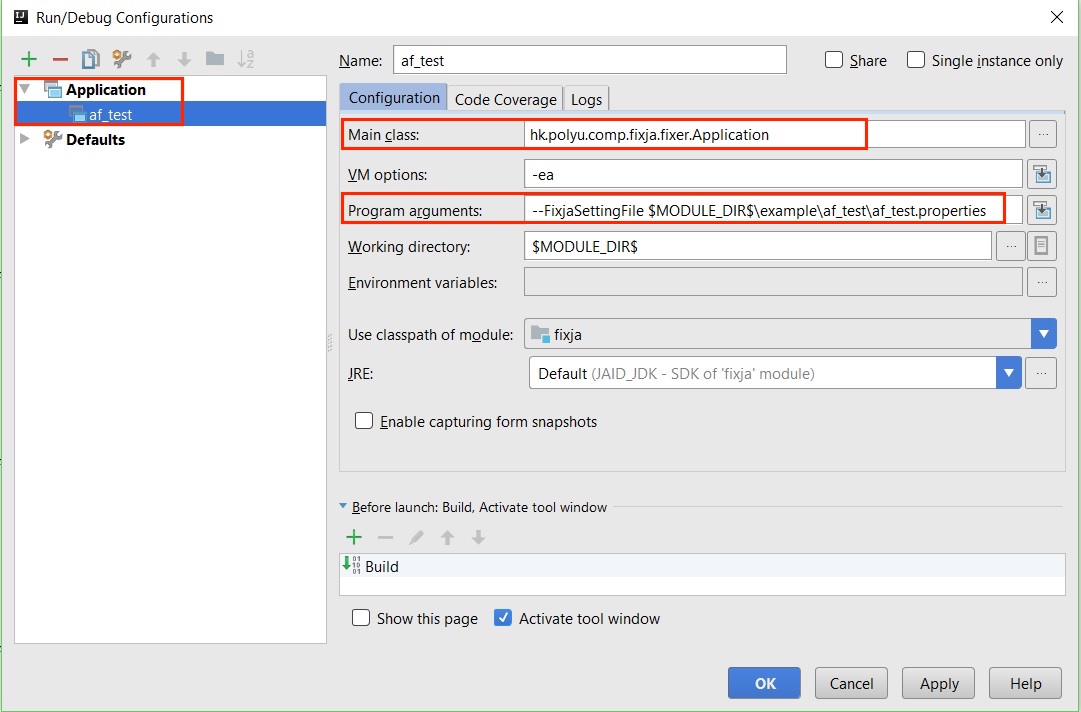 Run/Debug Configurations
Application
af_test
Defaults
Name: af_test
Share
Single instance only
Configuration Code Coverage Logs
Main class: hk.polyu.comp.fixja.fixer.Application ...
VM options: -ea
Program arguments: --FixjaSettingFile $MODULE_DIR$\example\af_test\af_test.properties
Working directory: $MODULE_DIR$ ...
Environment variables: ...
Use classpath of module: fixja
JRE: Default (JAID_JDK - SDK of 'fixja' module) ...
Enable capturing form snapshots
Before launch: Build, Activate tool window
Build
Show this page Activate tool window
OK Cancel Apply Help